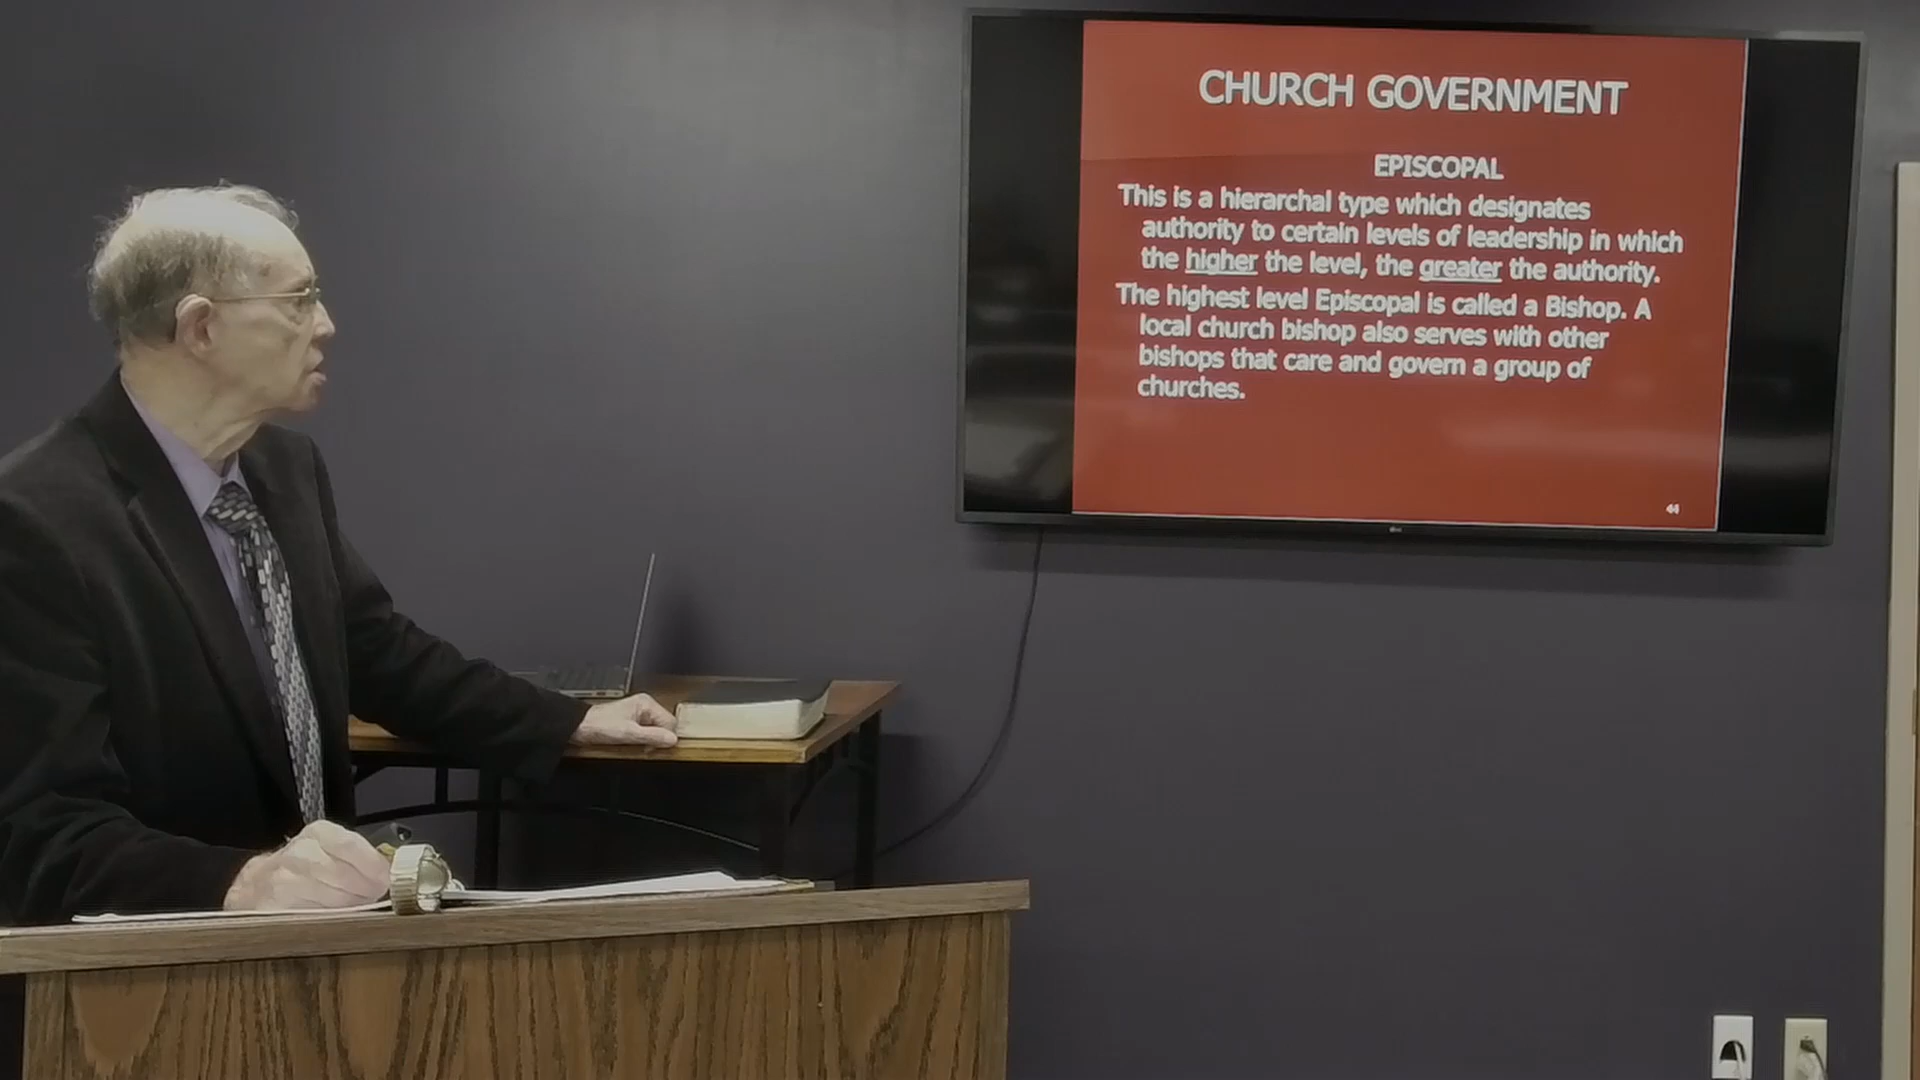 CHURCH GOVERNMENT
EPISCOPAL
This is a hierarchal type which designates
authority to certain levels of leadership in which
the higher the level, the greater the authority.
The highest level Episcopal is called a Bishop. A
local church bishop also serves with other
bishops that care and govern a group of
churches.
44